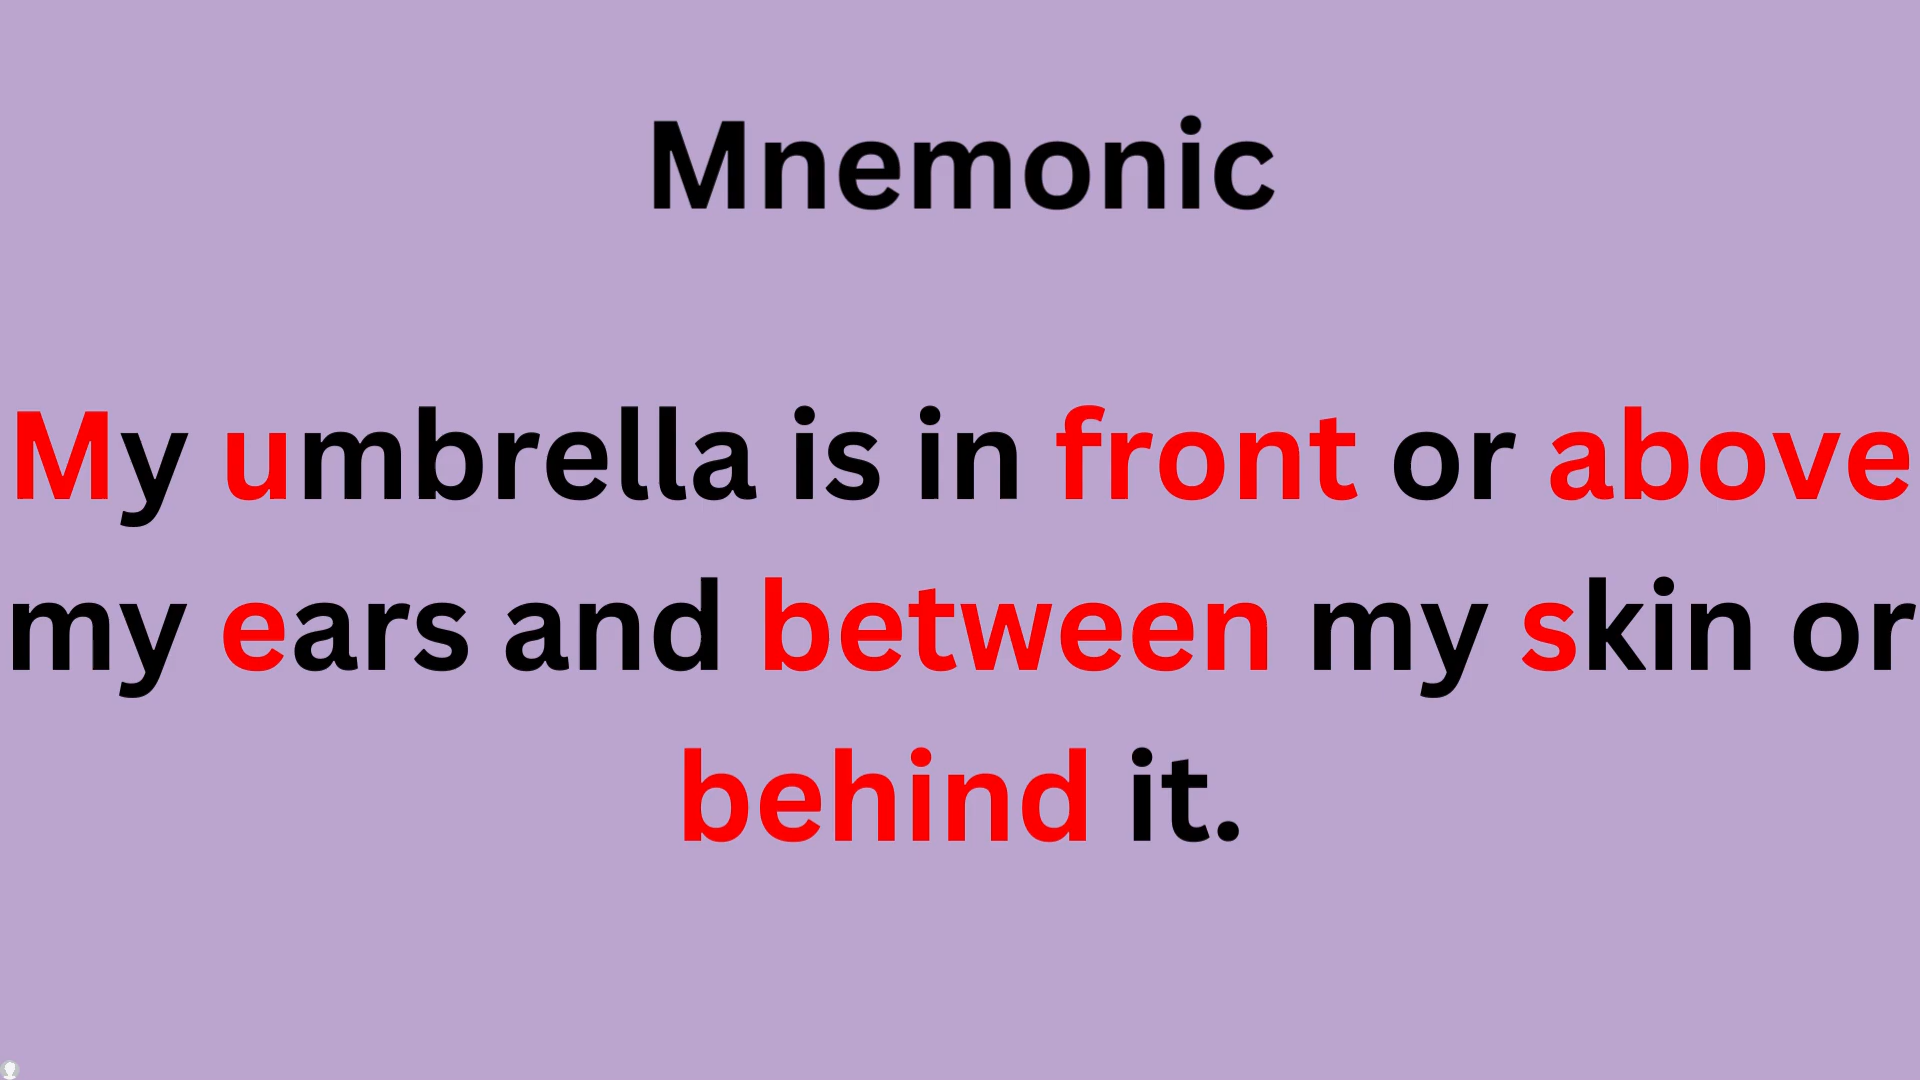 Mnemonic
My umbrella is in front or above
my ears and between my skin or
behind it.